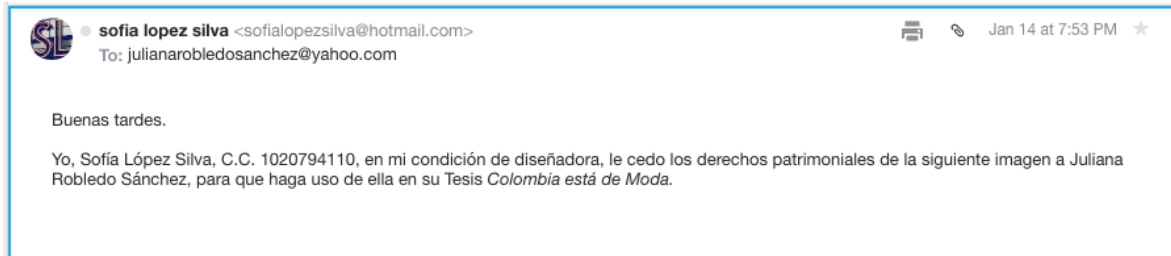 sofia lopez silva <sofialopezsilva@hotmail.com>
Jan 14 at 7:53 PM
To: julianarobledosanchez@yahoo.com
Buenas tardes.
Yo, Sofía López Silva, C.C. 1020794110, en mi condición de diseñadora, le cedo los derechos patrimoniales de la siguiente imagen a Juliana
Robledo Sánchez, para que haga uso de ella en su Tesis Colombia está de Moda.